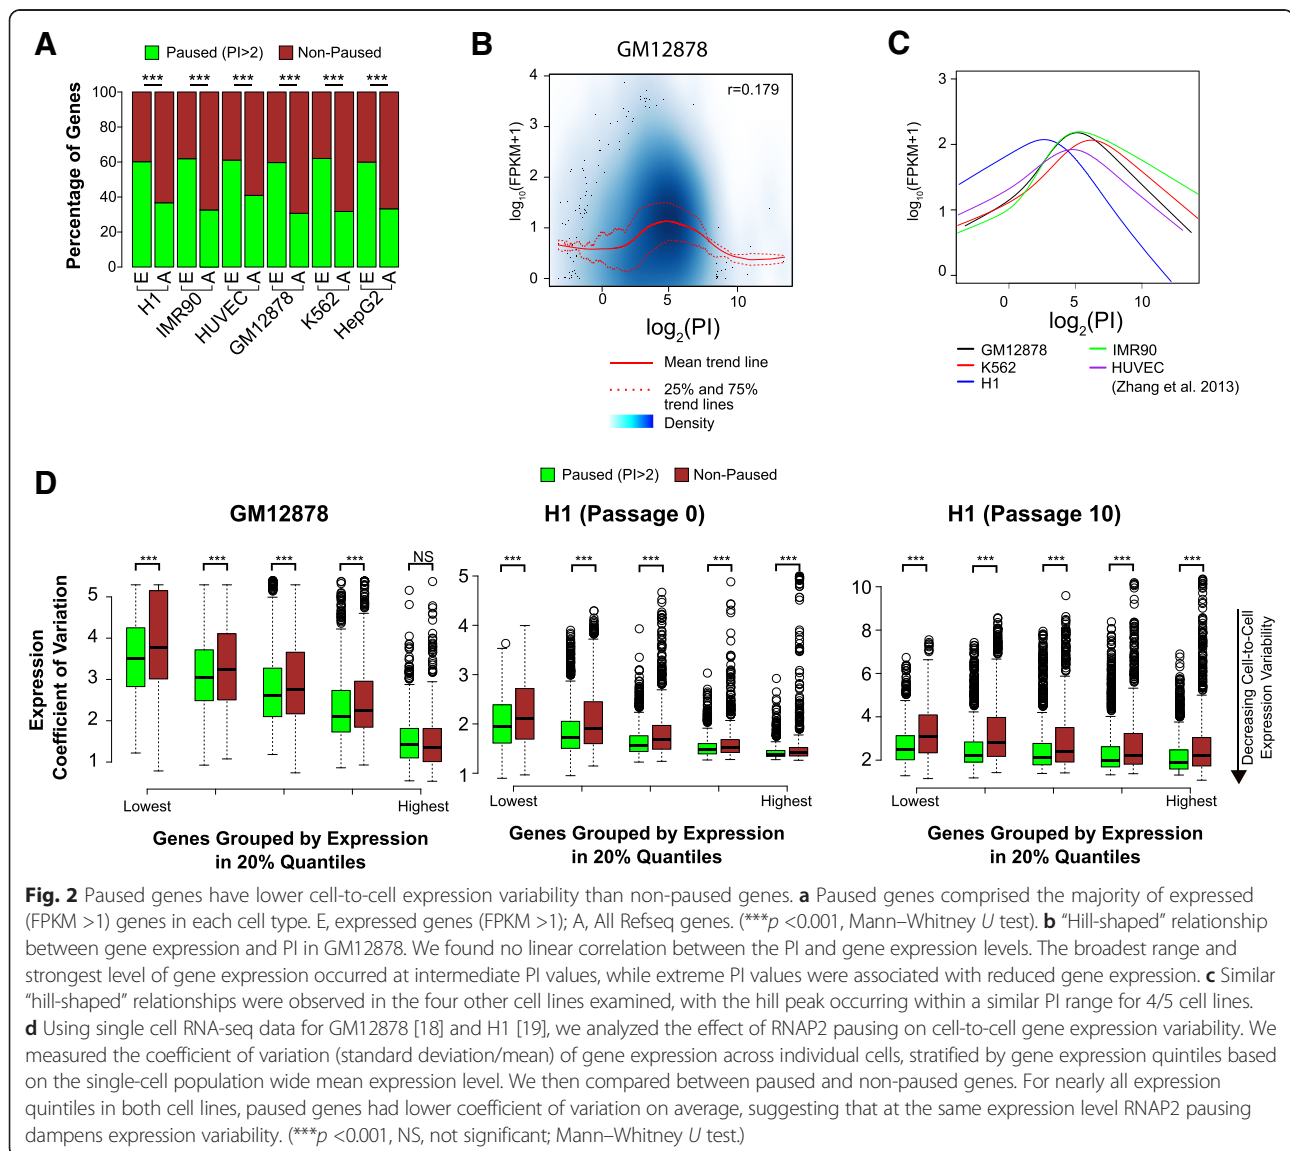 A
Paused (PI>2)
Non-Paused
*** *** *** *** *** ***
Percentage of Genes
100
80
60
40
20
0
E A E A E A E A E A E A
H1
IMR90
HUVEC
GM12878
K562
HepG2
B
GM12878
r=0.179
log10(FPKM+1)
4
3
2
1
0
0 5 10
log2(PI)
Mean trend line
25% and 75%
trend lines
Density
C
log10(FPKM+1)
3
2
1
0
0 5 10
log2(PI)
GM12878
K562
H1
IMR90
HUVEC
(Zhang et al. 2013)
D
Paused (PI>2)
Non-Paused
GM12878
*** *** *** *** NS
Expression
Coefficient of Variation
5
4
3
2
1
Lowest Highest
Genes Grouped by Expression
in 20% Quantiles
H1 (Passage 0)
*** *** *** *** ***
5
4
3
2
1
Lowest Highest
Genes Grouped by Expression
in 20% Quantiles
H1 (Passage 10)
*** *** *** *** ***
10
8
6
4
2
Lowest Highest
Genes Grouped by Expression
in 20% Quantiles
Decreasing Cell-to-Cell
Expression Variability
Fig. 2 Paused genes have lower cell-to-cell expression variability than non-paused genes. a Paused genes comprised the majority of expressed
(FPKM >1) genes in each cell type. E, expressed genes (FPKM >1); A, All Refseq genes. (***p <0.001, Mann–Whitney U test). b “Hill-shaped” relationship
between gene expression and PI in GM12878. We found no linear correlation between the PI and gene expression levels. The broadest range and
strongest level of gene expression occurred at intermediate PI values, while extreme PI values were associated with reduced gene expression. c Similar
“hill-shaped” relationships were observed in the four other cell lines examined, with the hill peak occurring within a similar PI range for 4/5 cell lines.
d Using single cell RNA-seq data for GM12878 [18] and H1 [19], we analyzed the effect of RNAP2 pausing on cell-to-cell gene expression variability. We
measured the coefficient of variation (standard deviation/mean) of gene expression across individual cells, stratified by gene expression quintiles based
on the single-cell population wide mean expression level. We then compared between paused and non-paused genes. For nearly all expression
quintiles in both cell lines, paused genes had lower coefficient of variation on average, suggesting that at the same expression level RNAP2 pausing
dampens expression variability. (***p <0.001, NS, not significant; Mann–Whitney U test.)